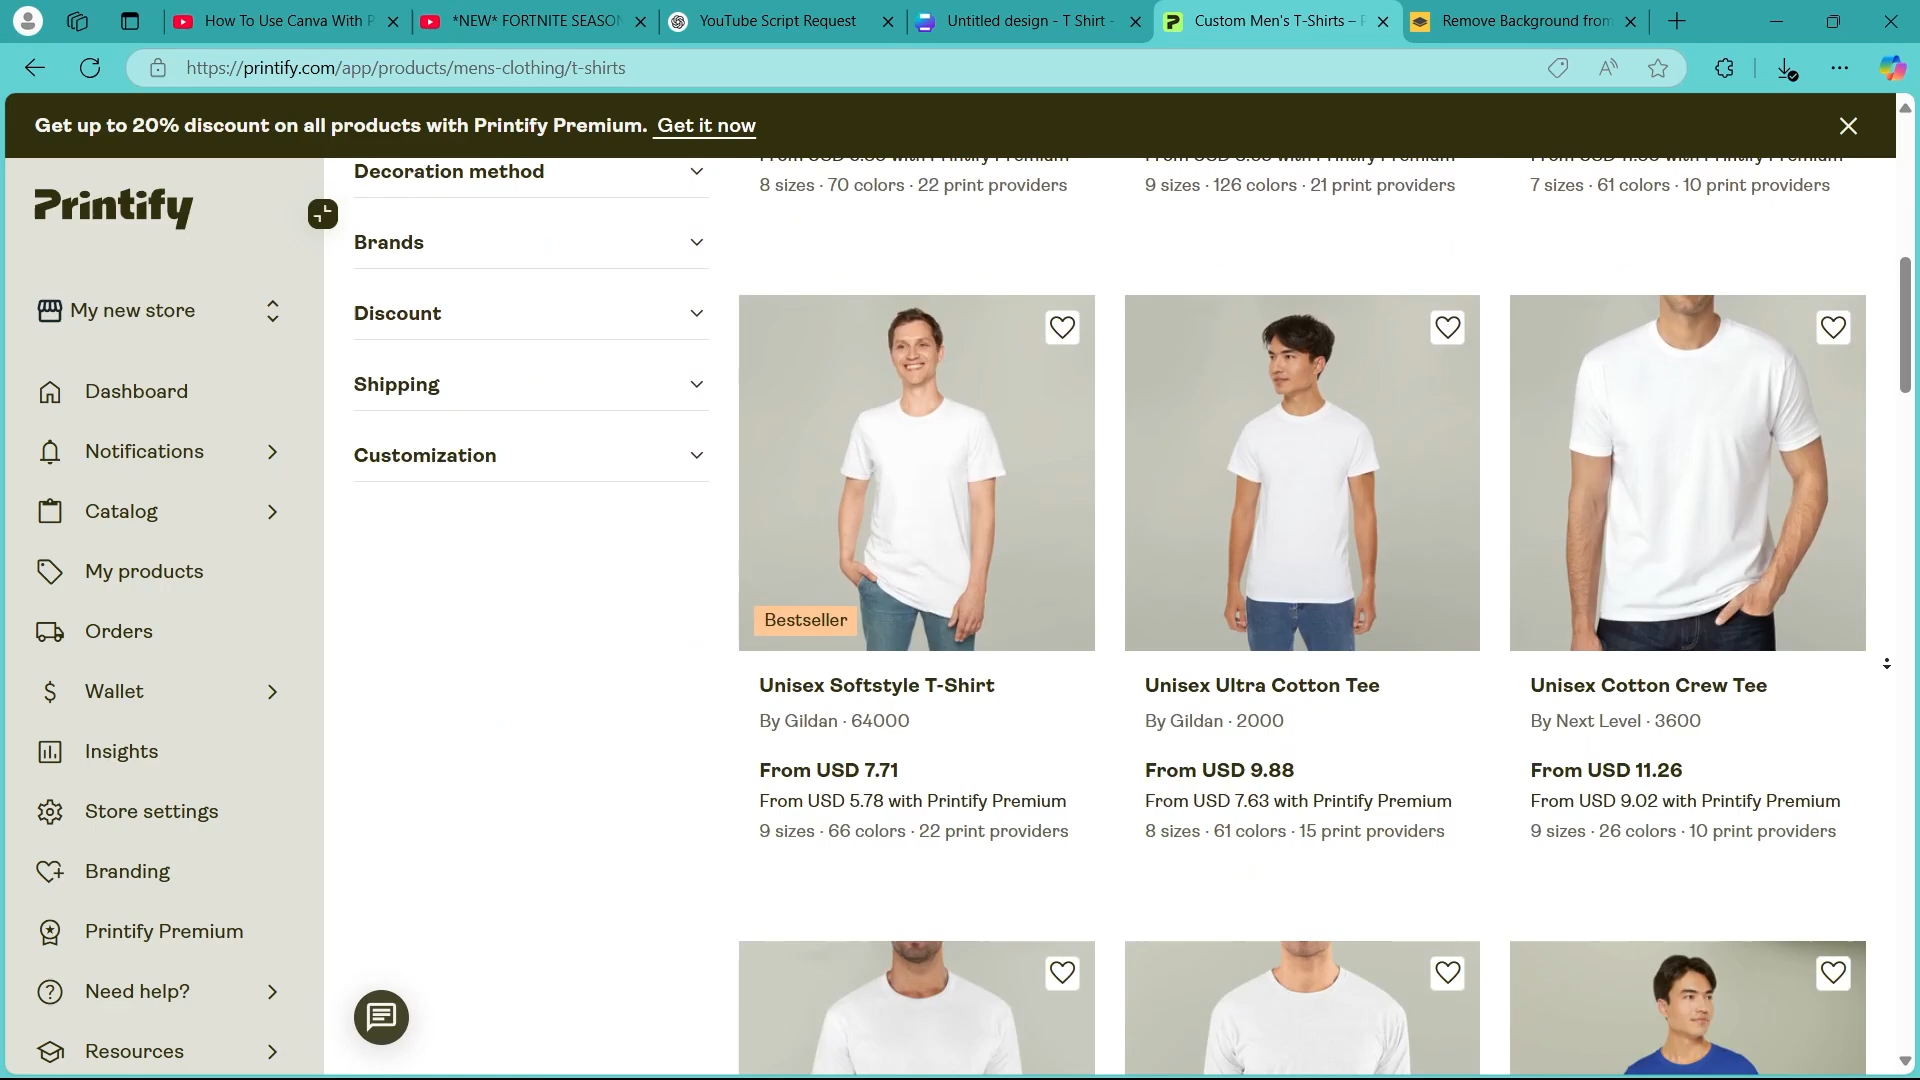 How To Use Canva With P
*NEW* FORTNITE SEASON
YouTube Script Request
Untitled design - T Shirt -
Custom Men's T-Shirts – P
Remove Background from
https://printify.com/app/products/mens-clothing/t-shirts
Get up to 20% discount on all products with Printify Premium. Get it now
Printify
My new store
Dashboard
Notifications
Catalog
My products
Orders
Wallet
Insights
Store settings
Branding
Printify Premium
Need help?
Resources
Decoration method
Brands
Discount
Shipping
Customization
8 sizes · 70 colors · 22 print providers
9 sizes · 126 colors · 21 print providers
7 sizes · 61 colors · 10 print providers
Bestseller
Unisex Softstyle T-Shirt
By Gildan · 64000
From USD 7.71
From USD 5.78 with Printify Premium
9 sizes · 66 colors · 22 print providers
Unisex Ultra Cotton Tee
By Gildan · 2000
From USD 9.88
From USD 7.63 with Printify Premium
8 sizes · 61 colors · 15 print providers
Unisex Cotton Crew Tee
By Next Level · 3600
From USD 11.26
From USD 9.02 with Printify Premium
9 sizes · 26 colors · 10 print providers